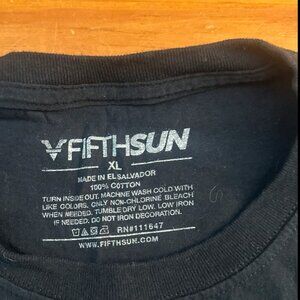 FIFTHSUN
XL
MADE IN EL SALVADOR
100% COTTON
TURN INSIDE OUT. MACHINE WASH COLD WITH
LIKE COLORS. ONLY NON-CHLORINE BLEACH
WHEN NEEDED. TUMBLE DRY LOW. LOW IRON
IF NEEDED. DO NOT IRON DECORATION.
RN#111647
WWW.FIFTHSUN.COM